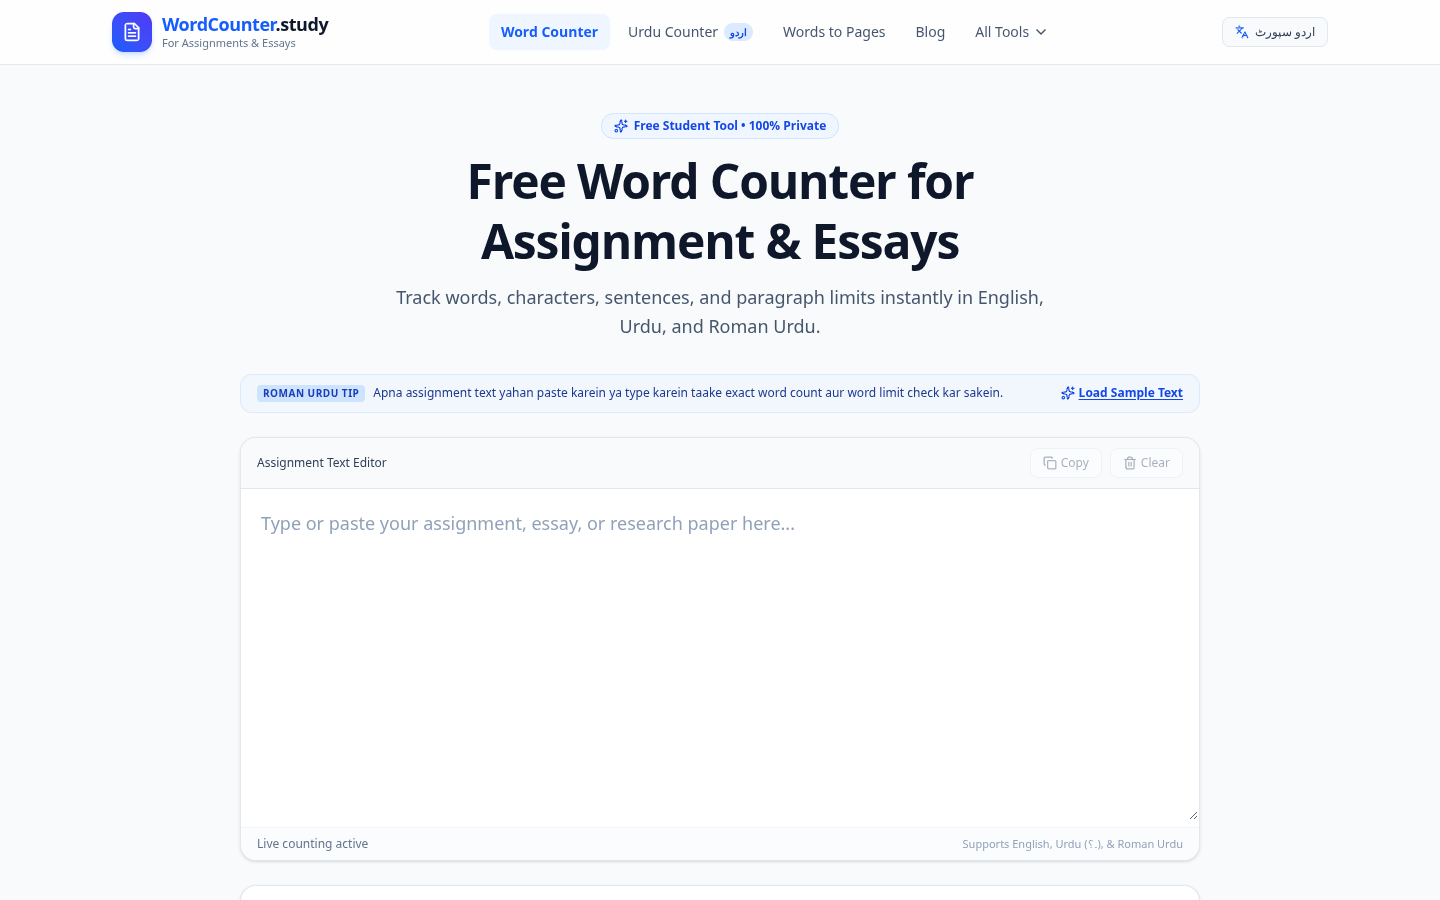 WordCounter.study
For Assignments & Essays
Word Counter
Urdu Counter اردو
Words to Pages
Blog
All Tools
اردو سپورٹ
Free Student Tool • 100% Private
Free Word Counter for
Assignment & Essays
Track words, characters, sentences, and paragraph limits instantly in English,
Urdu, and Roman Urdu.
ROMAN URDU TIP Apna assignment text yahan paste karein ya type karein taake exact word count aur word limit check kar sakein.
Load Sample Text
Assignment Text Editor
Copy
Clear
Type or paste your assignment, essay, or research paper here...
Live counting active
Supports English, Urdu (؟.), & Roman Urdu